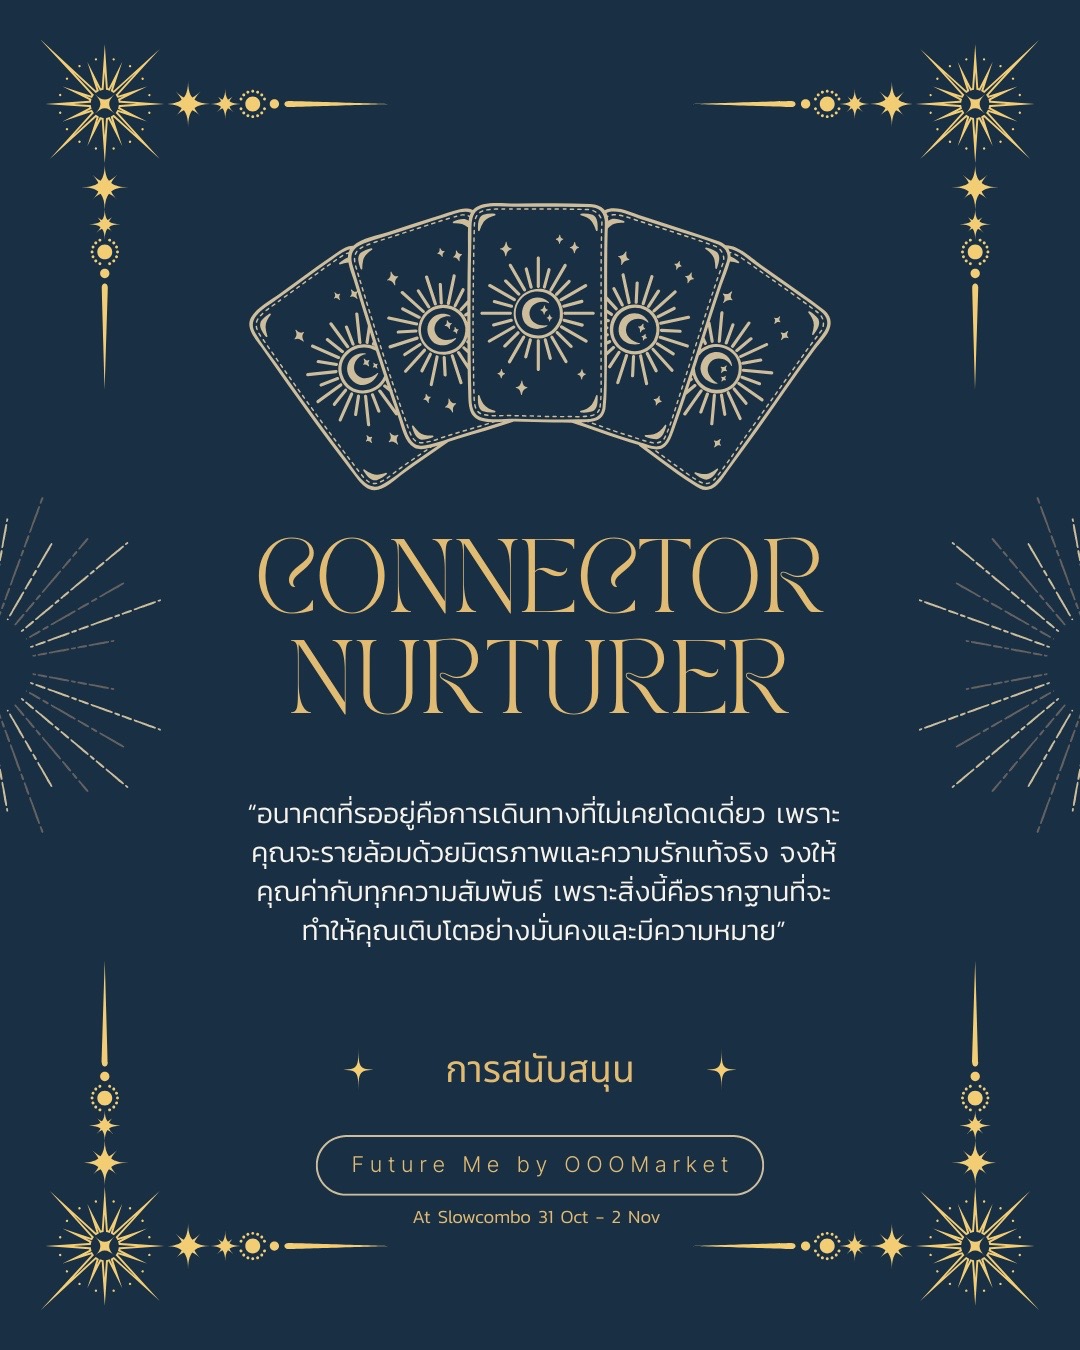 CONNECTOR
NURTURER
“อนาคตที่รออยู่คือการเดินทางที่ไม่เคยโดดเดี่ยว เพราะ
คุณจะรายล้อมด้วยมิตรภาพและความรักแท้จริง จงให้
คุณค่ากับทุกความสัมพันธ์ เพราะสิ่งนี้คือรากฐานที่จะ
ทำให้คุณเติบโตอย่างมั่นคงและมีความหมาย”
การสนับสนุน
Future Me by OOOMarket
At Slowcombo 31 Oct - 2 Nov